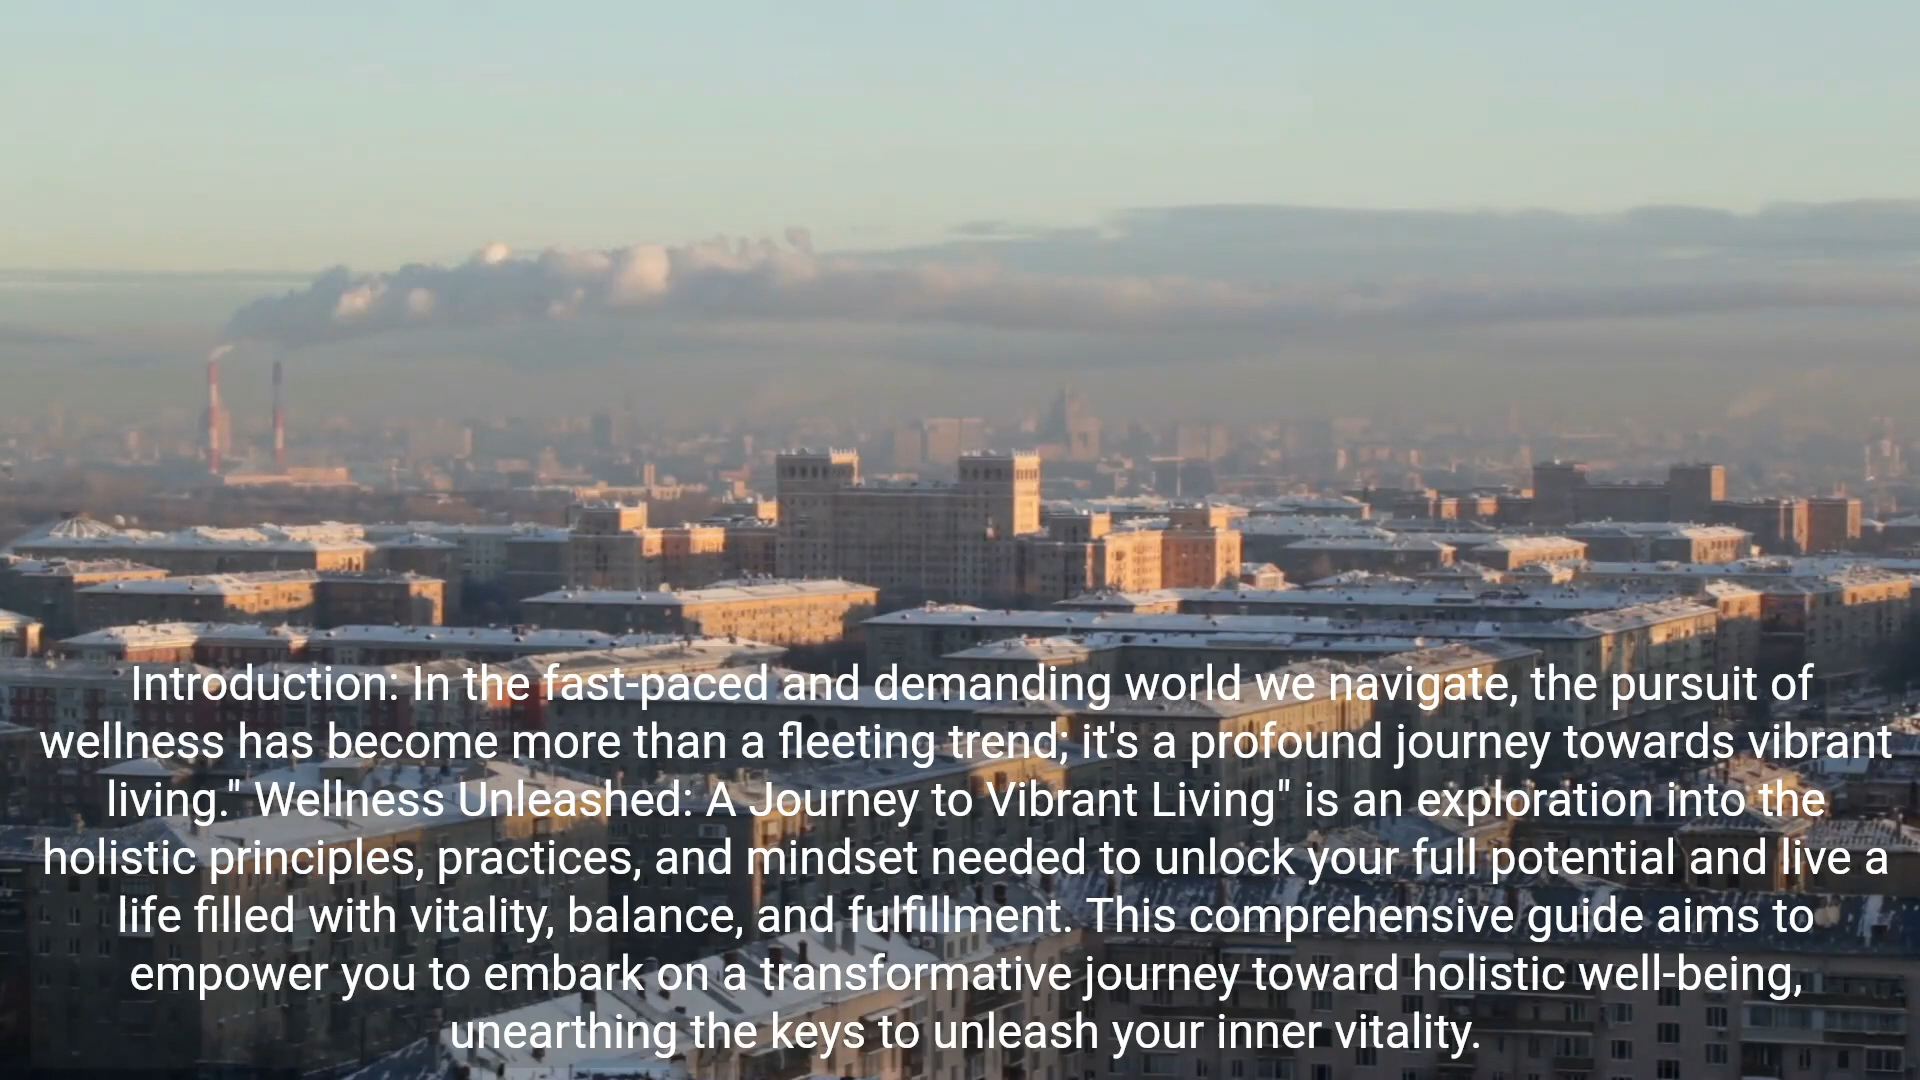 Introduction: In the fast-paced and demanding world we navigate, the pursuit of
wellness has become more than a fleeting trend; it's a profound journey towards vibrant
living." Wellness Unleashed: A Journey to Vibrant Living" is an exploration into the
holistic principles, practices, and mindset needed to unlock your full potential and live a
life filled with vitality, balance, and fulfillment. This comprehensive guide aims to
empower you to embark on a transformative journey toward holistic well-being,
unearthing the keys to unleash your inner vitality.